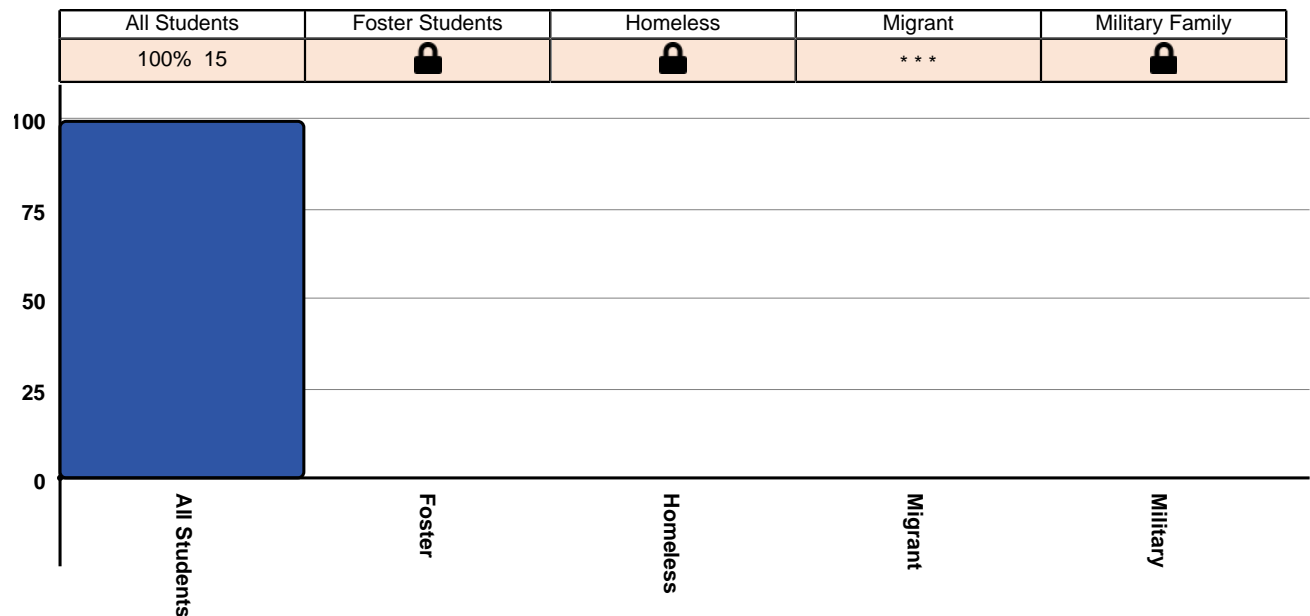 All Students Foster Students Homeless Migrant Military Family
100% 15 * * *
100
75
50
25
0
All Students Foster Homeless Migrant Military